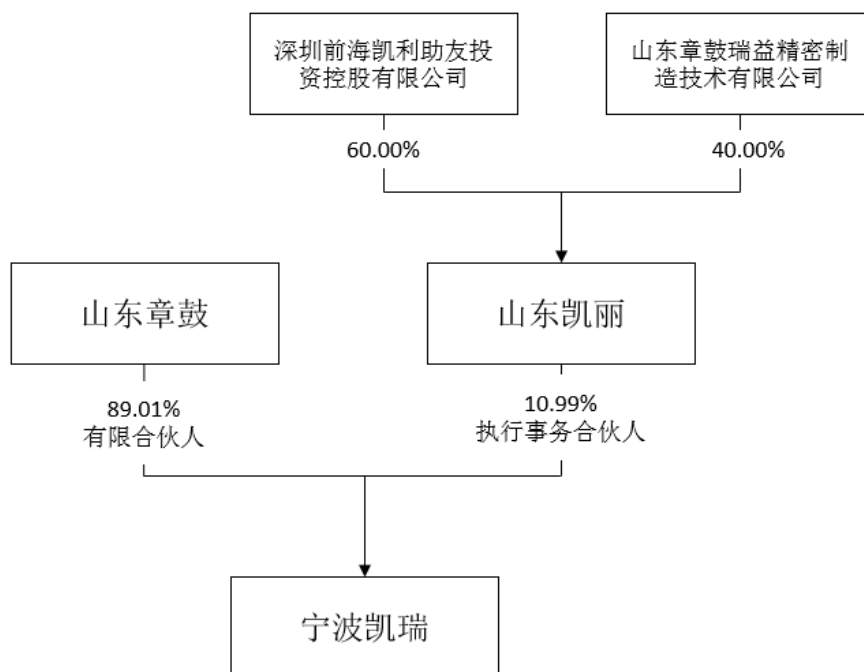 深圳前海凯利助友投
资控股有限公司
山东章鼓瑞益精密制
造技术有限公司
60.00%
40.00%
山东章鼓
山东凯丽
89.01%
有限合伙人
10.99%
执行事务合伙人
宁波凯瑞